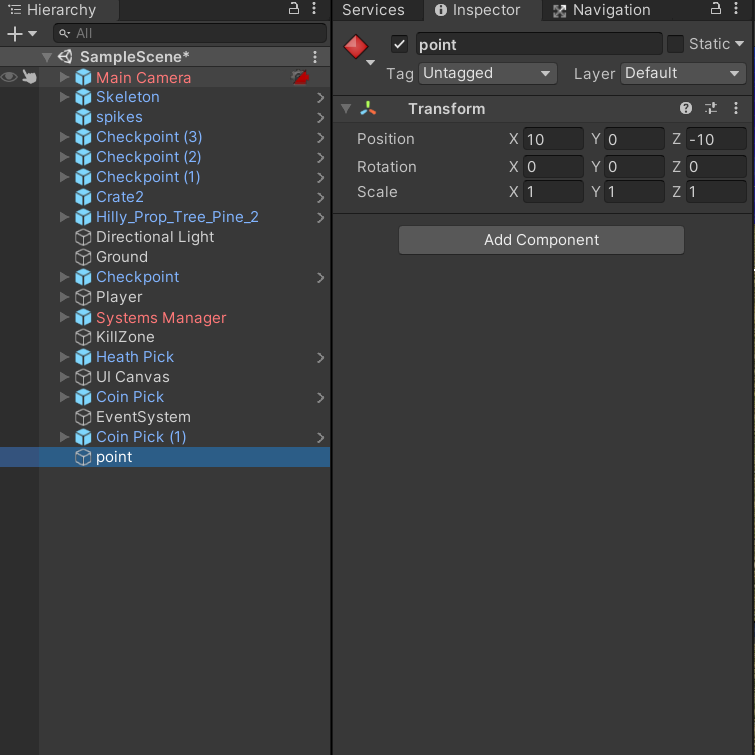 Hierarchy
All
SampleScene*
Main Camera
Skeleton
spikes
Checkpoint (3)
Checkpoint (2)
Checkpoint (1)
Crate2
Hilly_Prop_Tree_Pine_2
Directional Light
Ground
Checkpoint
Player
Systems Manager
KillZone
Heath Pick
UI Canvas
Coin Pick
EventSystem
Coin Pick (1)
point
Services Inspector Navigation
point Static
Tag Untagged Layer Default
Transform
Position X 10 Y 0 Z -10
Rotation X 0 Y 0 Z 0
Scale X 1 Y 1 Z 1
Add Component